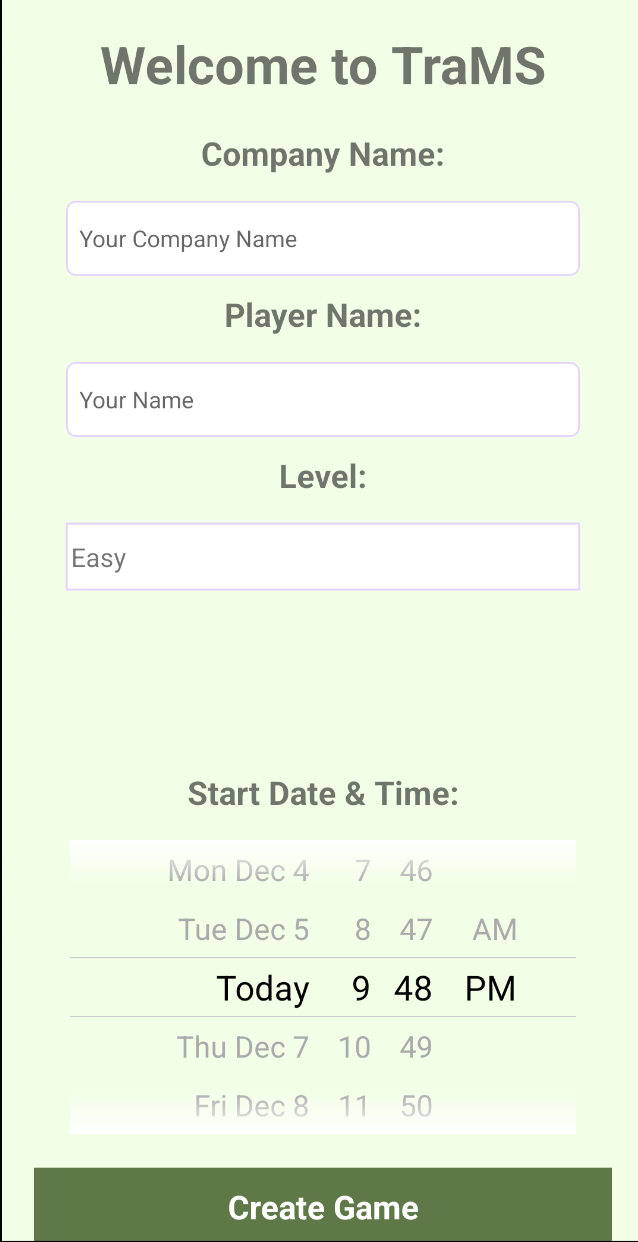 Welcome to TraMS
Company Name:
Your Company Name
Player Name:
Your Name
Level:
Easy
Start Date & Time:
Mon Dec 4 7 46
Tue Dec 5 8 47 AM
Today 9 48 PM
Thu Dec 7 10 49
Fri Dec 8 11 50
Create Game